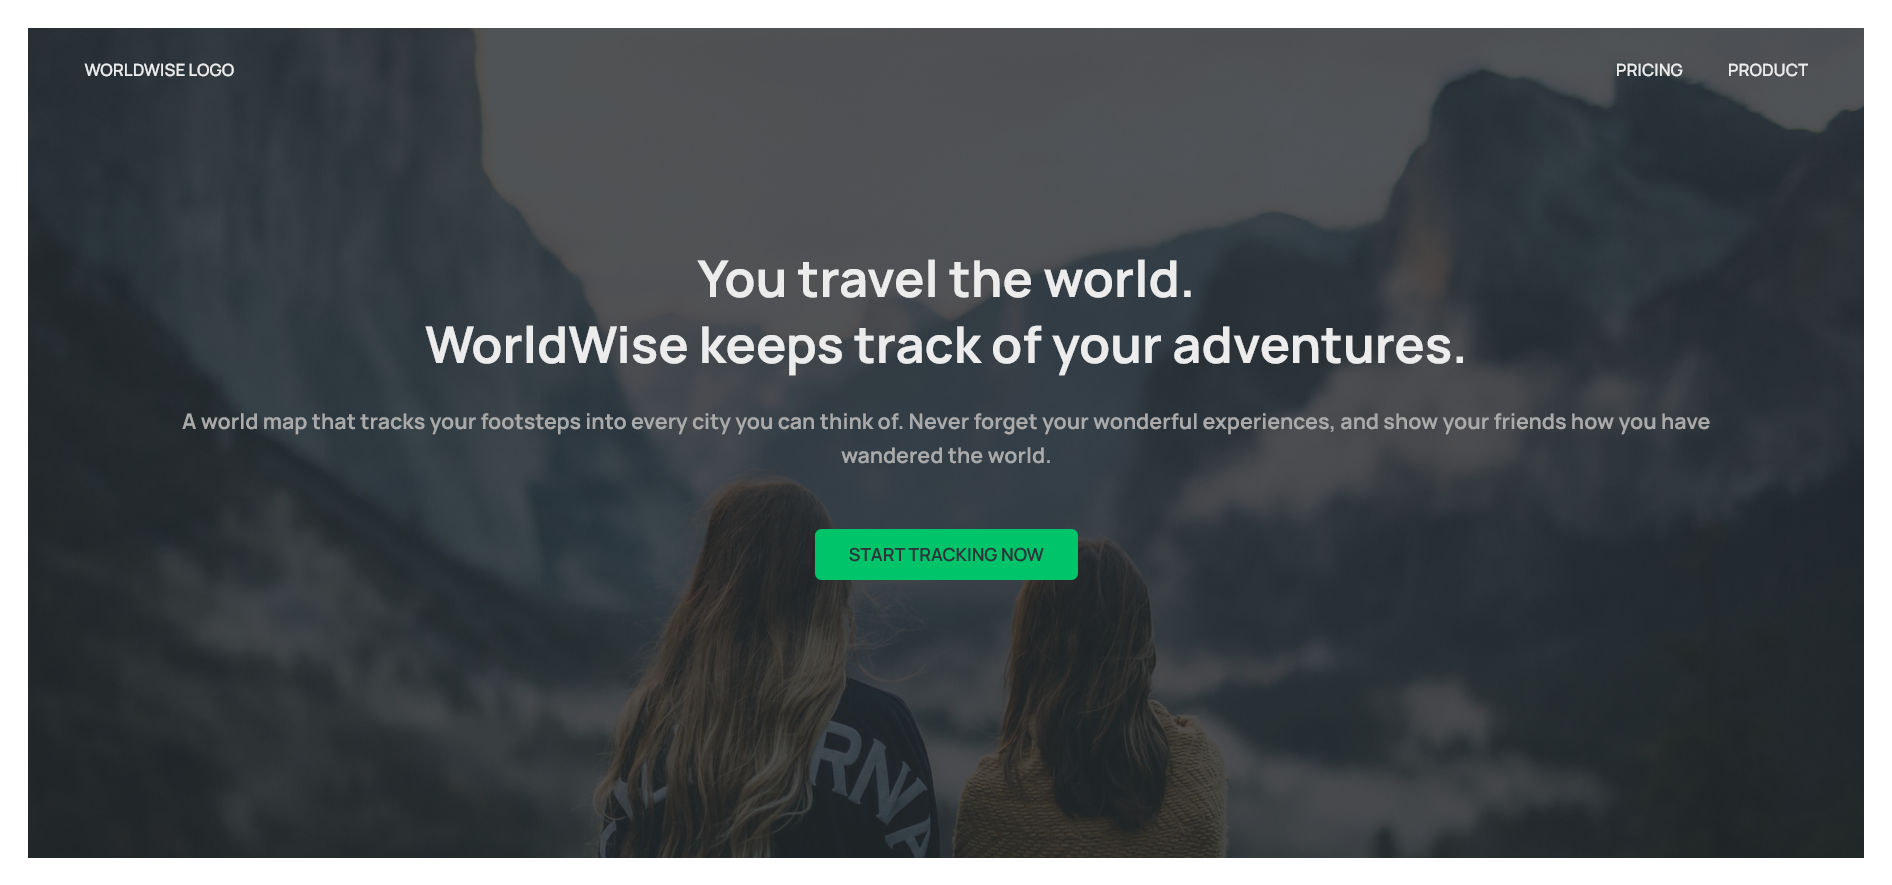 WORLDWISE LOGO
PRICING
PRODUCT
You travel the world.
WorldWise keeps track of your adventures.
A world map that tracks your footsteps into every city you can think of. Never forget your wonderful experiences, and show your friends how you have
wandered the world.
START TRACKING NOW
RNA